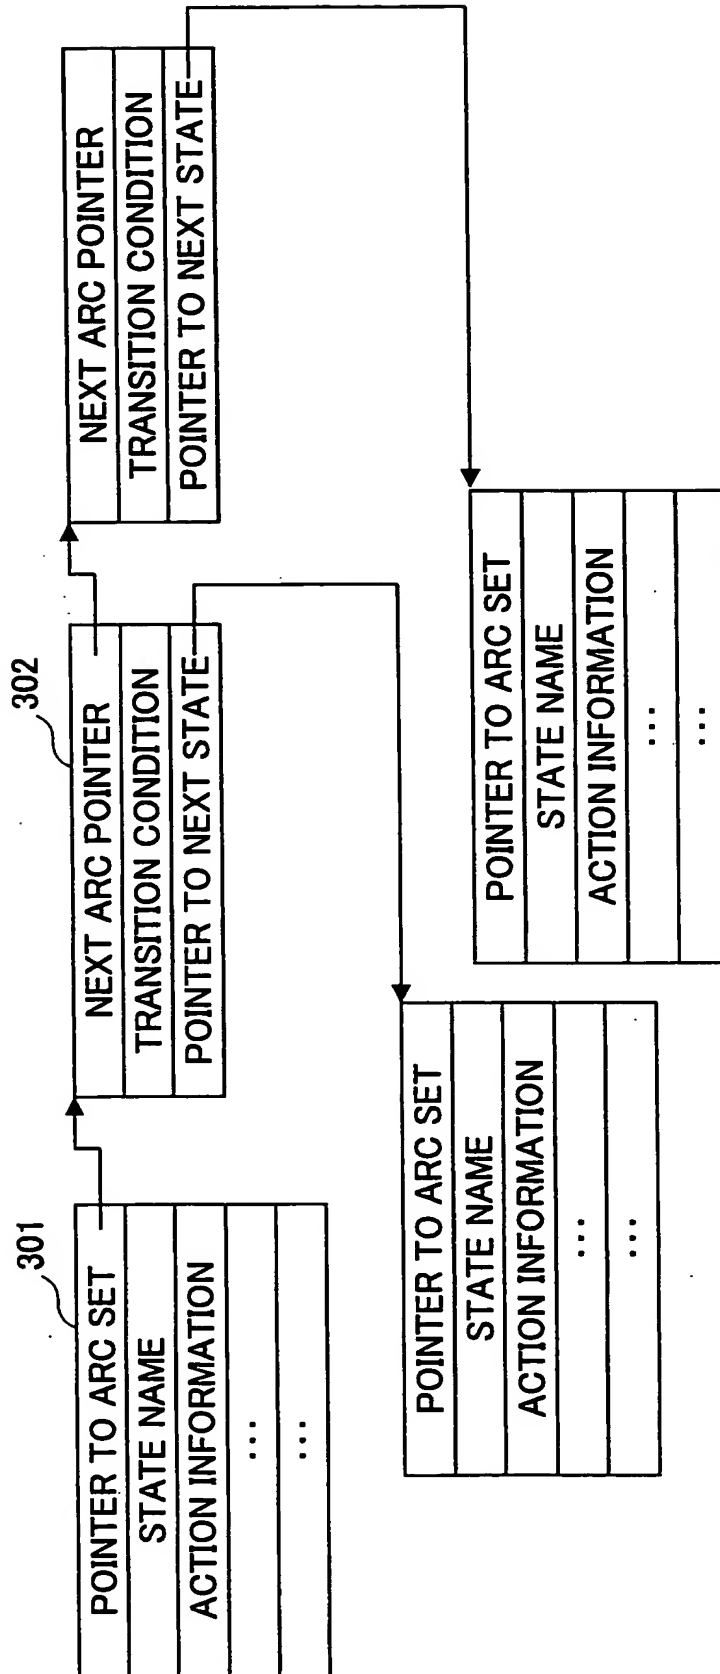 301
POINTER TO ARC SET
STATE NAME
ACTION INFORMATION
...
...
302
NEXT ARC POINTER
TRANSITION CONDITION
POINTER TO NEXT STATE
NEXT ARC POINTER
TRANSITION CONDITION
POINTER TO NEXT STATE
POINTER TO ARC SET
STATE NAME
ACTION INFORMATION
...
...
POINTER TO ARC SET
STATE NAME
ACTION INFORMATION
...
...